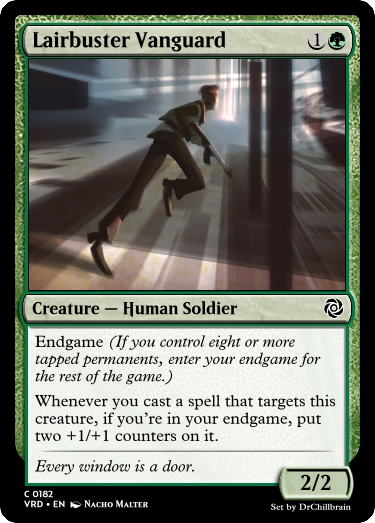 Lairbuster Vanguard 1
Creature — Human Soldier
Endgame (If you control eight or more
tapped permanents, enter your endgame for
the rest of the game.)
Whenever you cast a spell that targets this
creature, if you're in your endgame, put
two +1/+1 counters on it.
Every window is a door.
2/2
C 0182
VRD • EN Nacho Malter
Set by DrChillbrain